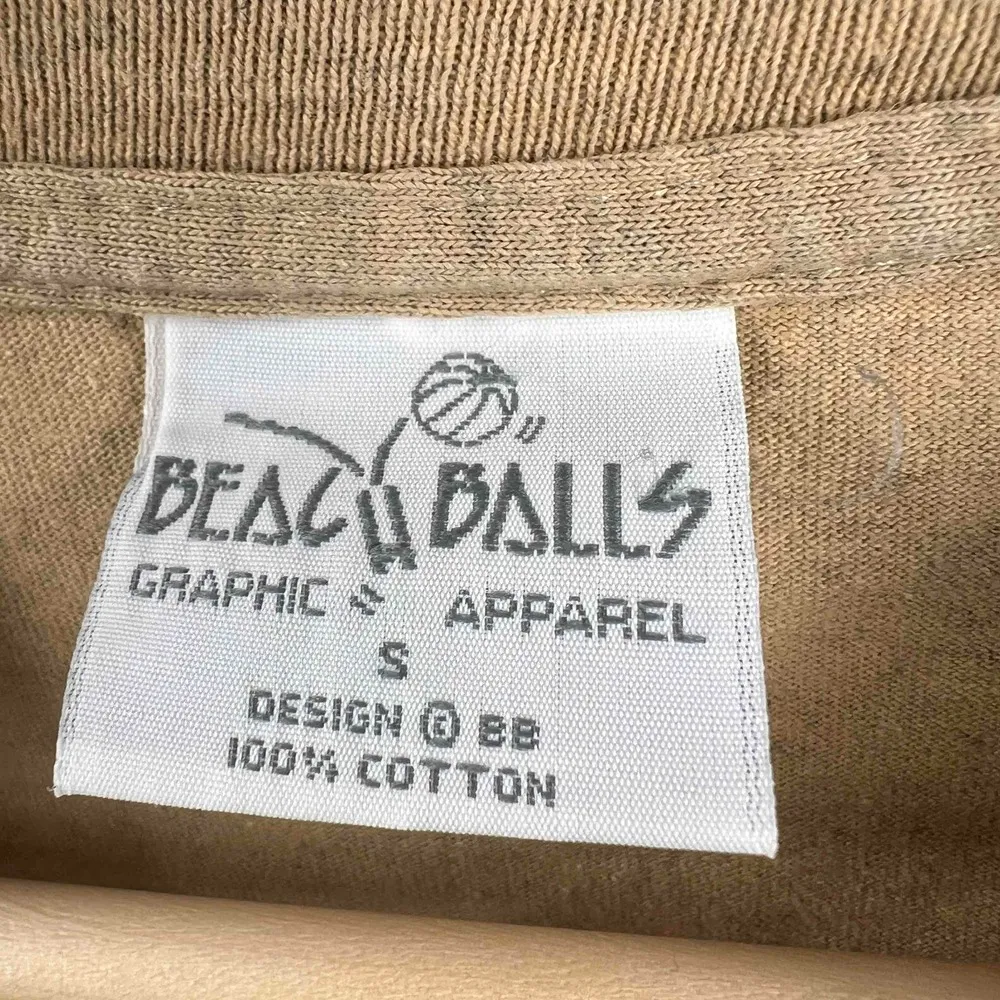 BEACH BALLS
GRAPHIC APPAREL
S
DESIGN © BB
100% COTTON